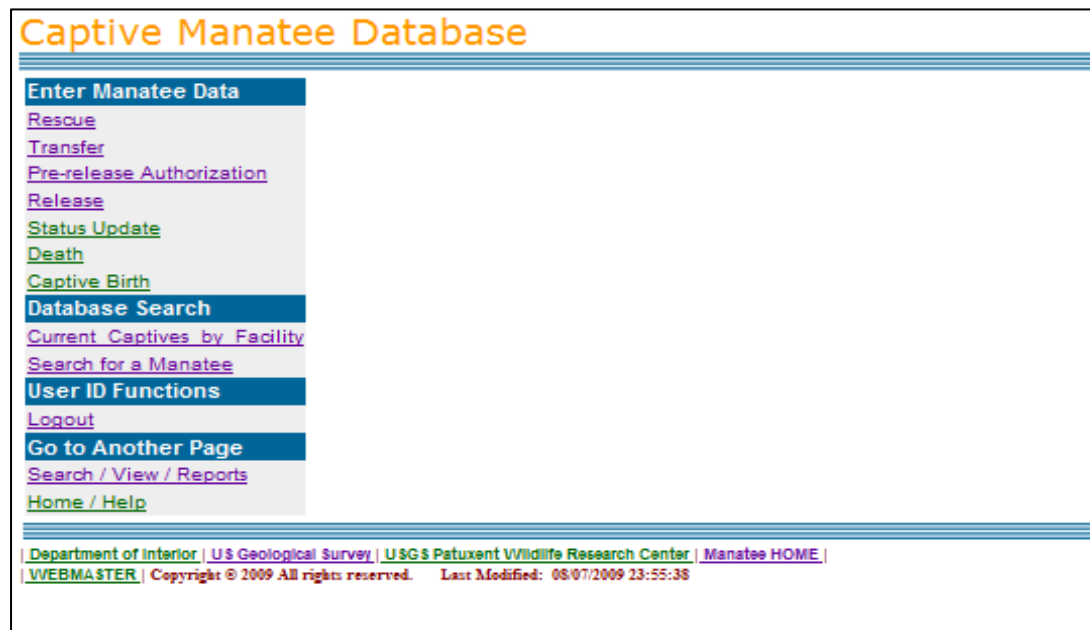 Captive Manatee Database
Enter Manatee Data
Rescue
Transfer
Pre-release Authorization
Release
Status Update
Death
Captive Birth
Database Search
Current Captives by Facility
Search for a Manatee
User ID Functions
Logout
Go to Another Page
Search / View / Reports
Home / Help
| Department of Interior | US Geological Survey | USGS Patuxent Wildlife Research Center | Manatee HOME |
| WEBMASTER | Copyright © 2009 All rights reserved. Last Modified: 08/07/2009 23:55:38